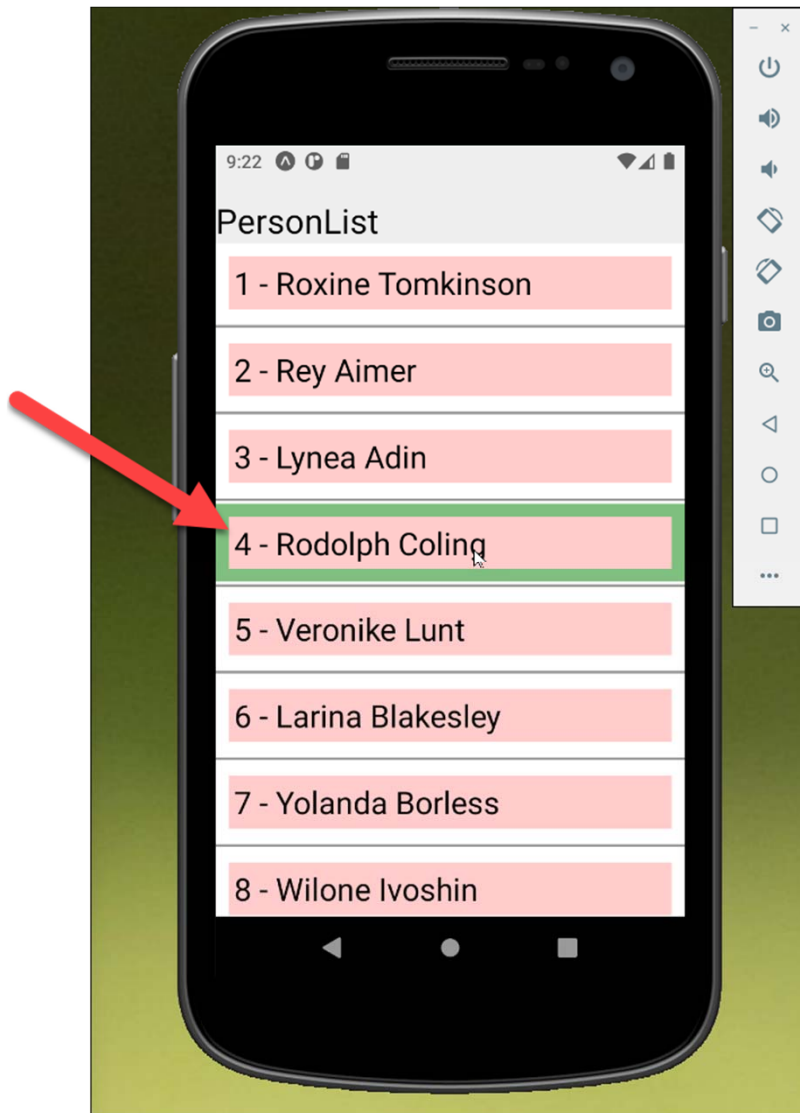 9:22
PersonList
1 - Roxine Tomkinson
2 - Rey Aimer
3 - Lynea Adin
4 - Rodolph Coling
5 - Veronike Lunt
6 - Larina Blakesley
7 - Yolanda Borless
8 - Wilone Ivoshin